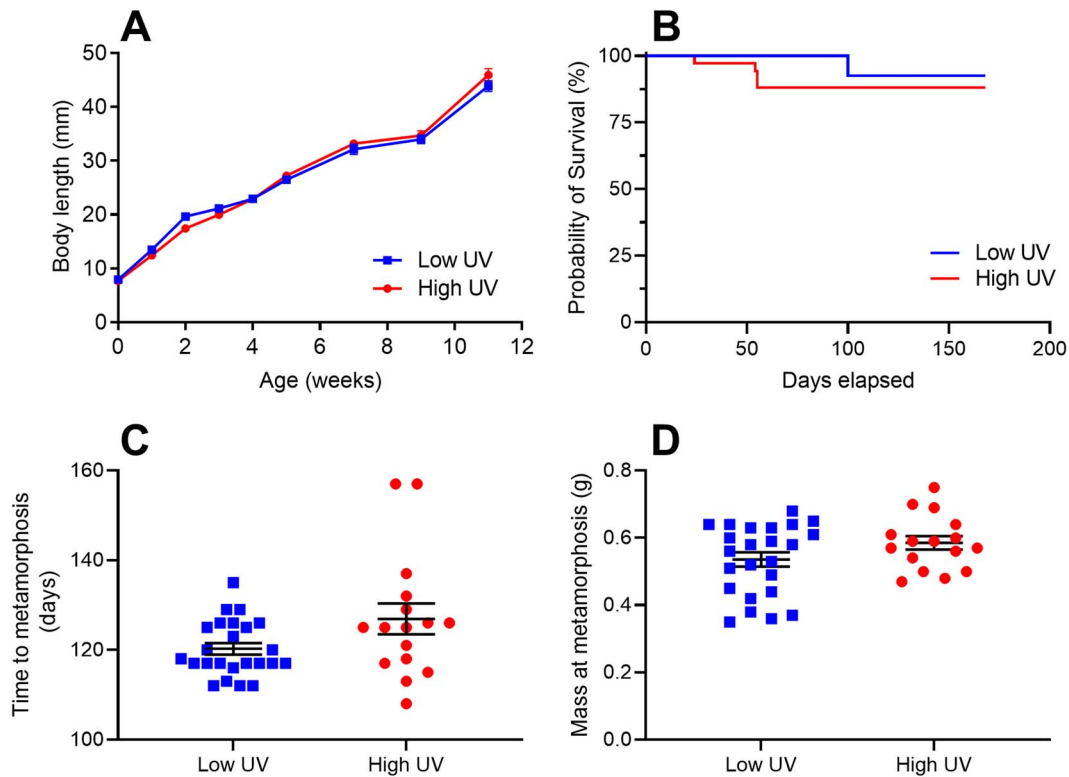 A
Body length (mm)
50
40
30
20
10
0
0 2 4 6 8 10 12
Age (weeks)
Low UV
High UV
B
Probability of Survival (%)
100
75
50
25
0
0 50 100 150 200
Days elapsed
Low UV
High UV
C
Time to metamorphosis
(days)
160
140
120
100
Low UV High UV
D
Mass at metamorphosis (g)
0.8
0.6
0.4
0.2
0.0
Low UV High UV